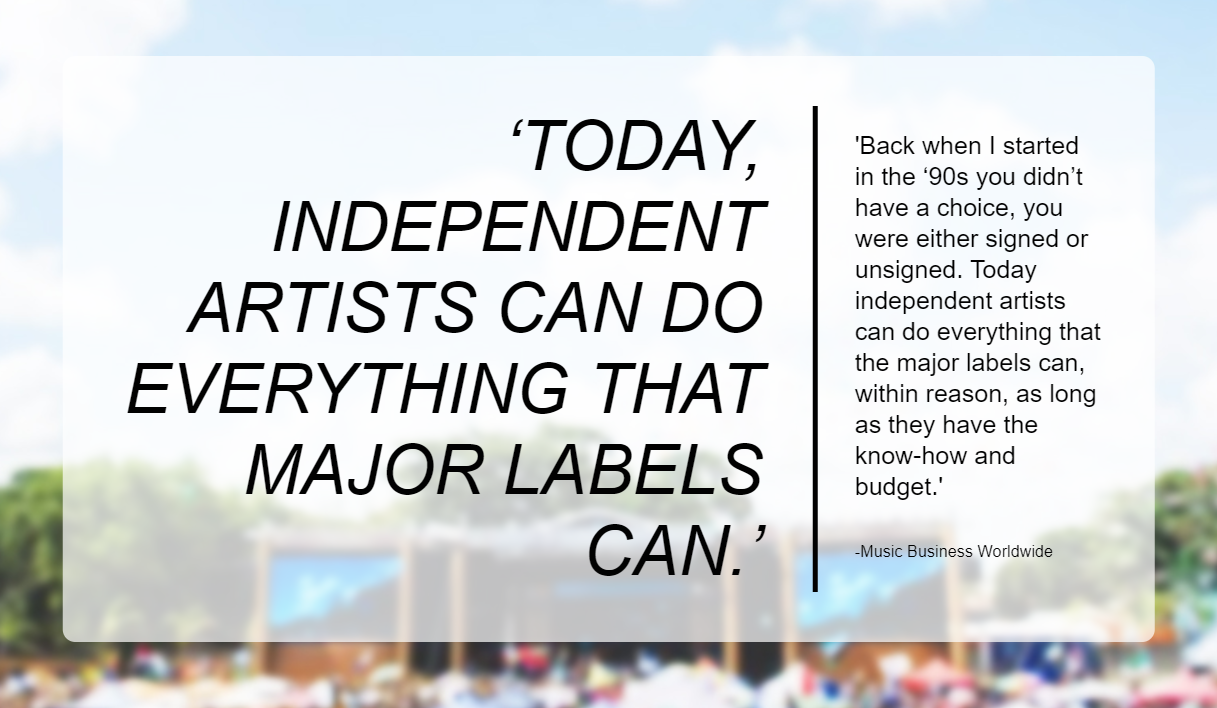 ‘TODAY,
INDEPENDENT
ARTISTS CAN DO
EVERYTHING THAT
MAJOR LABELS
CAN.’
'Back when I started
in the ‘90s you didn’t
have a choice, you
were either signed or
unsigned. Today
independent artists
can do everything that
the major labels can,
within reason, as long
as they have the
know-how and
budget.'
-Music Business Worldwide